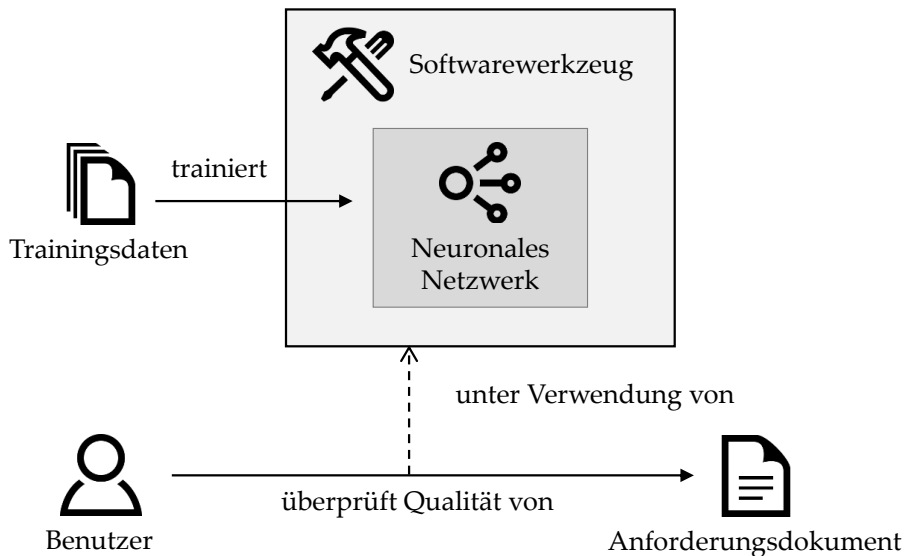 Softwarewerkzeug
trainiert
Trainingsdaten
Neuronales
Netzwerk
unter Verwendung von
überprüft Qualität von
Benutzer
Anforderungsdokument